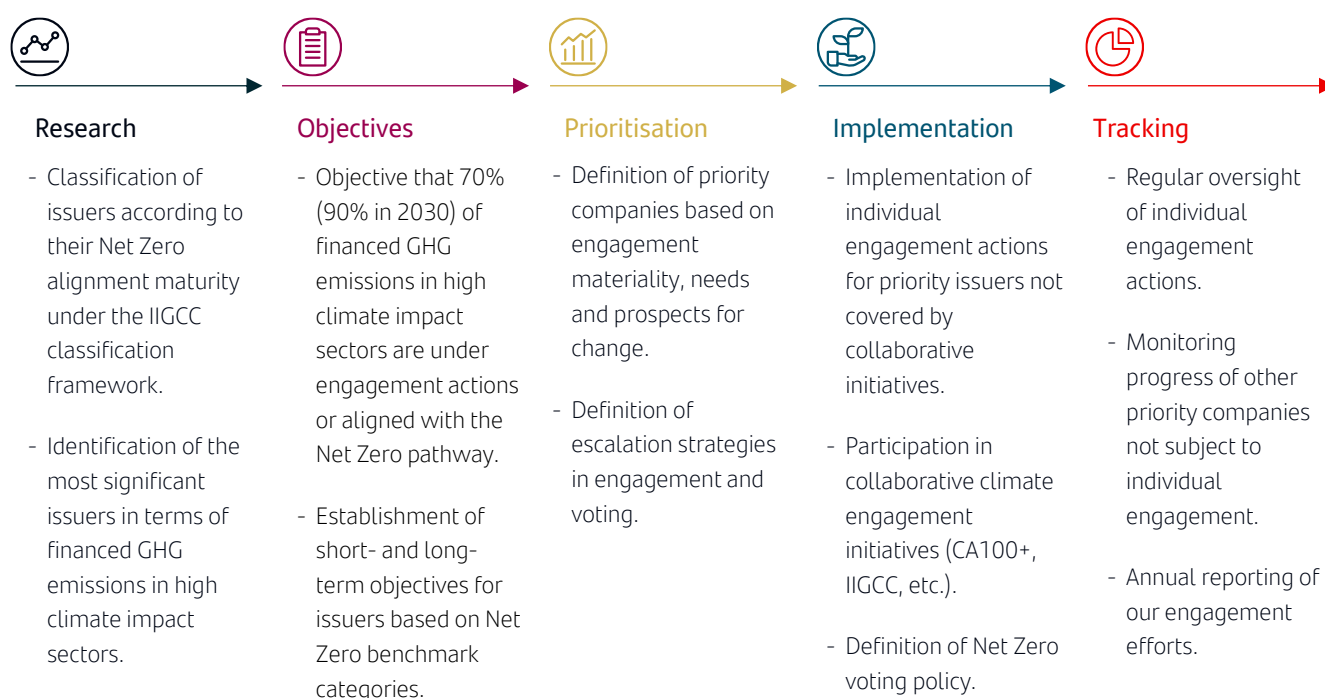 Research
- Classification of
issuers according to
their Net Zero
alignment maturity
under the IIGCC
classification
framework.
- Identification of the
most significant
issuers in terms of
financed GHG
emissions in high
climate impact
sectors.
Objectives
- Objective that 70%
(90% in 2030) of
financed GHG
emissions in high
climate impact
sectors are under
engagement actions
or aligned with the
Net Zero pathway.
- Establishment of
short- and long-
term objectives for
issuers based on Net
Zero benchmark
categories.
Prioritisation
- Definition of priority
companies based on
engagement
materiality, needs
and prospects for
change.
- Definition of
escalation strategies
in engagement and
voting.
Implementation
- Implementation of
individual
engagement actions
for priority issuers not
covered by
collaborative
initiatives.
- Participation in
collaborative climate
engagement
initiatives (CA100+,
IIGCC, etc.).
- Definition of Net Zero
voting policy.
Tracking
- Regular oversight
of individual
engagement
actions.
- Monitoring
progress of other
priority companies
not subject to
individual
engagement.
- Annual reporting of
our engagement
efforts.